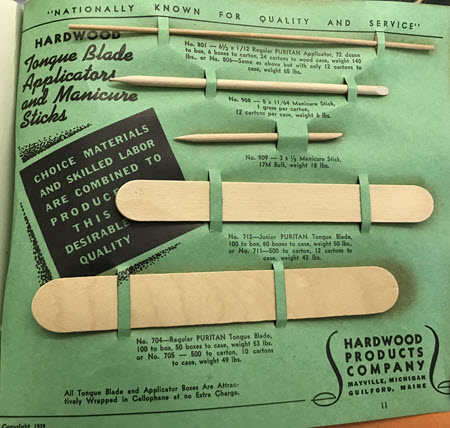 "NATIONALLY KNOWN FOR QUALITY AND SERVICE"
HARDWOOD
Tongue Blade
Applicators
and Manicure
Sticks
No. 801 — 6½ x 1/12 Regular PURITAN Applicator, 72 dozen
to box, 6 boxes to carton, 24 cartons to wood case, weight 140
lbs., or No. 806—Same as above but with only 12 cartons to
case, weight 65 lbs.
No. 908 — 5 x 11/64 Manicure Stick,
1 gross per carton,
12 cartons per case, weight 6 lbs.
No. 909 — 3 x ⅛ Manicure Stick,
17M Bulk, weight 18 lbs.
CHOICE MATERIALS
AND SKILLED LABOR
ARE COMBINED TO
PRODUCE
THIS
DESIRABLE
QUALITY
No. 712—Junior PURITAN Tongue Blade,
100 to box, 60 boxes to case, weight 50 lbs.,
or No. 711—500 to carton, 12 cartons to
case, weight 43 lbs.
No. 704—Regular PURITAN Tongue Blade,
100 to box, 50 boxes to case, weight 53 lbs.
or No. 705 — 500 to carton, 10 cartons
to case, weight 49 lbs.
HARDWOOD
PRODUCTS
COMPANY
MAYVILLE, MICHIGAN
GUILFORD, MAINE
All Tongue Blade and Applicator Boxes Are Attrac-
tively Wrapped in Cellophane at no Extra Charge.
11
Copyright, 1939